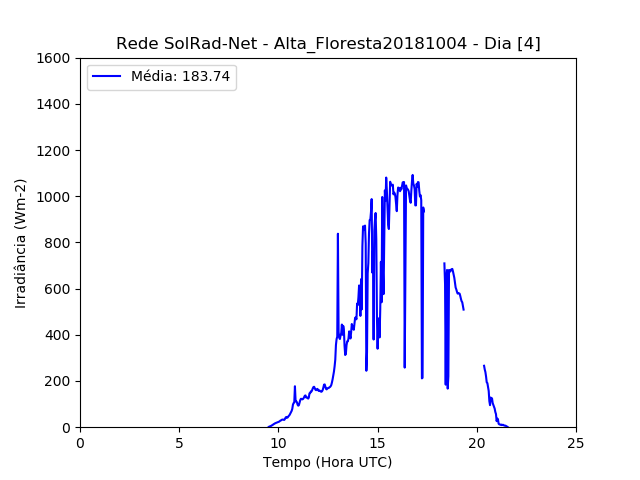 Rede SolRad-Net - Alta_Floresta20181004 - Dia [4]
Média: 183.74
1600
1400
1200
1000
800
600
400
200
0
0 5 10 15 20 25
Irradiância (Wm-2)
Tempo (Hora UTC)